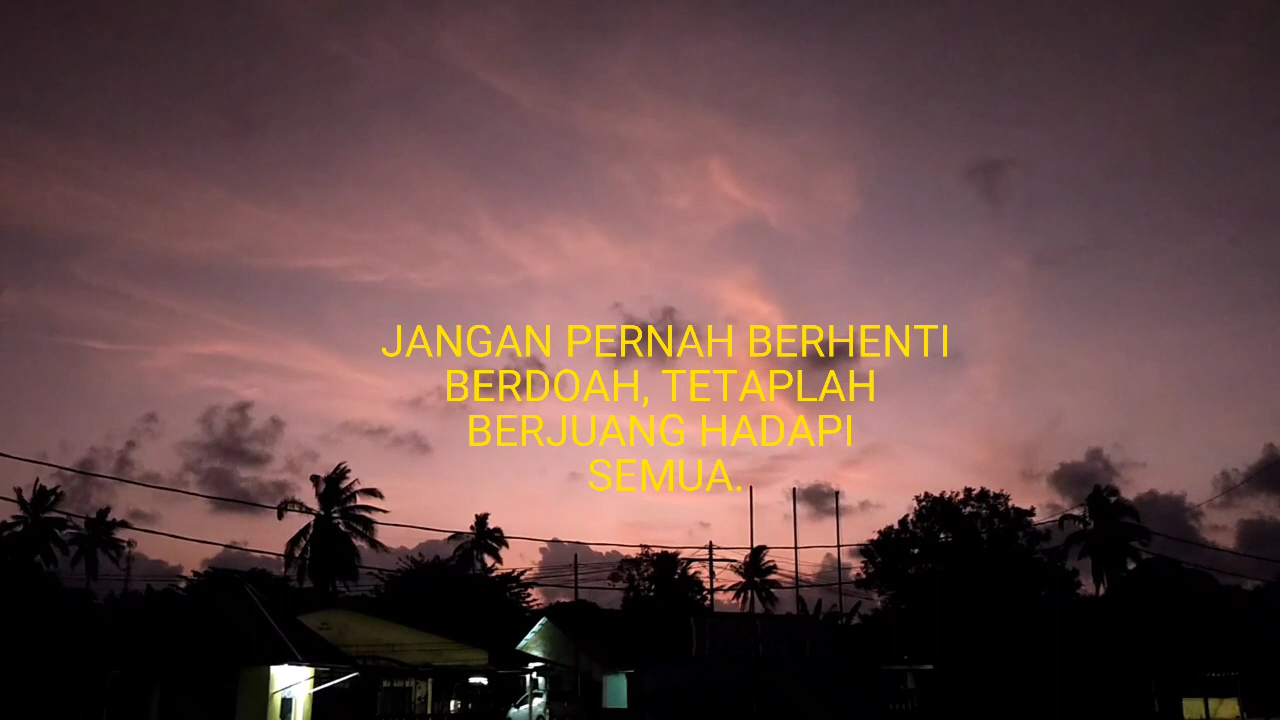 JANGAN PERNAH BERHENTI
BERDOAH, TETAPLAH
BERJUANG HADAPI
SEMUA.